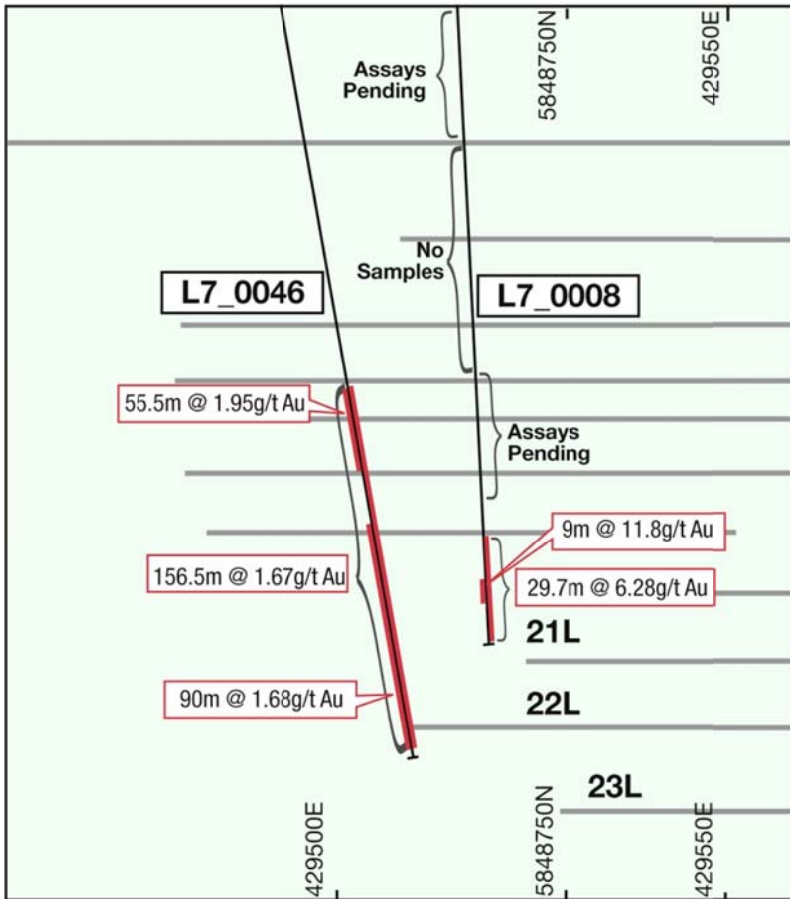 5848750N
429550E
Assays
Pending
No
Samples
L7_0046
L7_0008
55.5m @ 1.95g/t Au
Assays
Pending
9m @ 11.8g/t Au
156.5m @ 1.67g/t Au
29.7m @ 6.28g/t Au
21L
90m @ 1.68g/t Au
22L
23L
429500E
5848750N
429550E